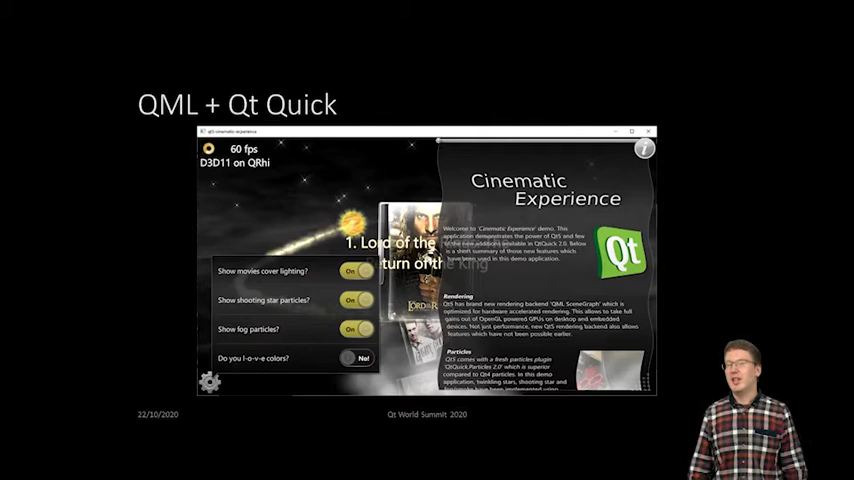 QML + Qt Quick
qt5-cinematic-experience
60 fps
D3D11 on QRhi
Cinematic
Experience
Welcome to 'Cinematic Experience' demo. This
application demonstrates the power of Qt5 and few
of the new additions available in QtQuick 2.0. Below
is a short summary of those new features which
have been used in this demo application.
Qt
1. Lord of the
Return of the King
Show movies cover lighting?
On
Show shooting star particles?
On
Show fog particles?
On
Do you l-o-v-e colors?
No!
Rendering
Qt5 has brand new rendering backend 'QML SceneGraph' which is
optimized for hardware accelerated rendering. This allows to take full
gains out of OpenGL powered GPUs on desktop and embedded
devices. Not just performance, new Qt5 rendering backend also allows
features which have not been possible earlier.
Particles
Qt5 comes with a fresh particles plugin
'QtQuick.Particles 2.0' which is superior
compared to Qt4 particles. In this demo
application, twinkling stars, shooting star and
22/10/2020
Qt World Summit 2020